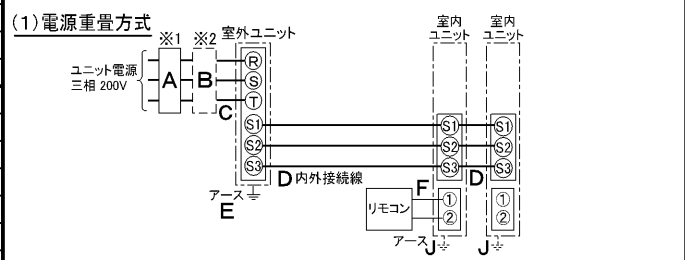 (1)電源重畳方式
※1 ※2 室外ユニット 室内ユニット 室内ユニット
ユニット電源
三相 200V
A B C
R
S
T
S1 S1 S1
S2 S2 S2
S3 S3 S3
D 内外接続線 D
アース
E
リモコン F ① ①
② ②
アース J J